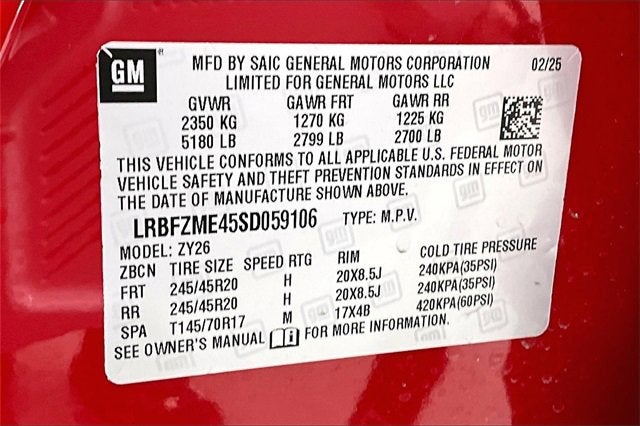 GM ®
MFD BY SAIC GENERAL MOTORS CORPORATION 02/25
LIMITED FOR GENERAL MOTORS LLC
GVWR GAWR FRT GAWR RR
2350 KG 1270 KG 1225 KG
5180 LB 2799 LB 2700 LB
THIS VEHICLE CONFORMS TO ALL APPLICABLE U.S. FEDERAL MOTOR
VEHICLE SAFETY AND THEFT PREVENTION STANDARDS IN EFFECT ON
THE DATE OF MANUFACTURE SHOWN ABOVE.
LRBFZME45SD059106 TYPE: M.P.V.
MODEL: ZY26
ZBCN TIRE SIZE SPEED RTG RIM COLD TIRE PRESSURE
FRT 245/45R20 H 20X8.5J 240KPA(35PSI)
RR 245/45R20 H 20X8.5J 240KPA(35PSI)
SPA T145/70R17 M 17X4B 420KPA(60PSI)
SEE OWNER'S MANUAL FOR MORE INFORMATION.